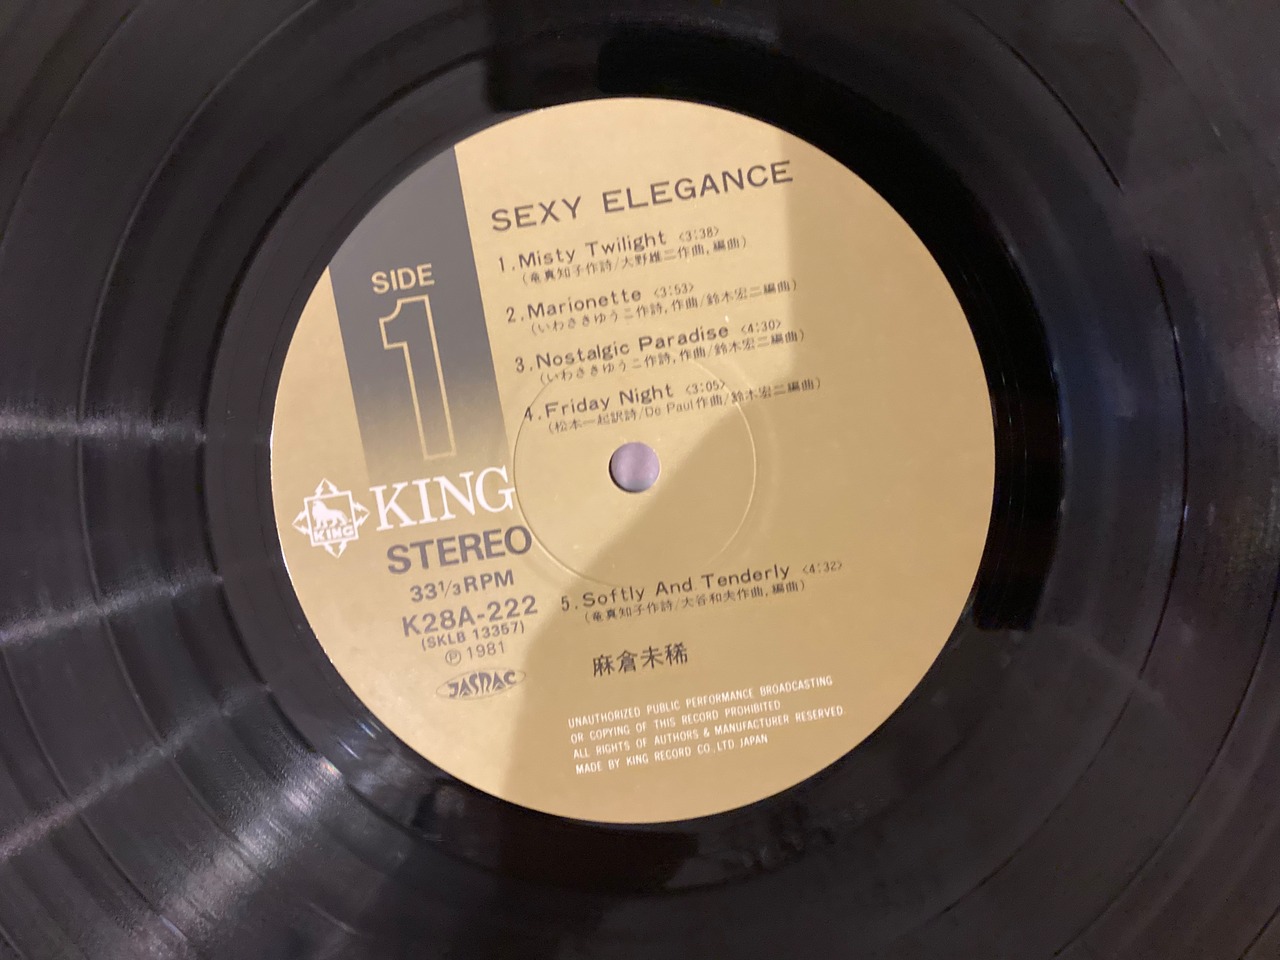 SEXY ELEGANCE
1.Misty Twilight <3:38>
(竜真知子作詩/大野雄二作曲,編曲)
2.Marionette <3:53>
(いわさきゆう二作詩,作曲/鈴木宏二編曲)
3.Nostalgic Paradise <4:30>
(いわさきゆう二作詩,作曲/鈴木宏二編曲)
4.Friday Night <3:05>
(松本一起訳詩/De Paul作曲/鈴木宏二編曲)
SIDE
1
KING
KING
STEREO
33 1/3 RPM
K28A-222
(SKLB 13357)
Ⓟ 1981
JASRAC
5.Softly And Tenderly <4:32>
(竜真知子作詩/大谷和夫作曲,編曲)
麻倉未稀
UNAUTHORIZED PUBLIC PERFORMANCE BROADCASTING
OR COPYING OF THIS RECORD PROHIBITED
ALL RIGHTS OF AUTHORS & MANUFACTURER RESERVED.
MADE BY KING RECORD CO.,LTD JAPAN